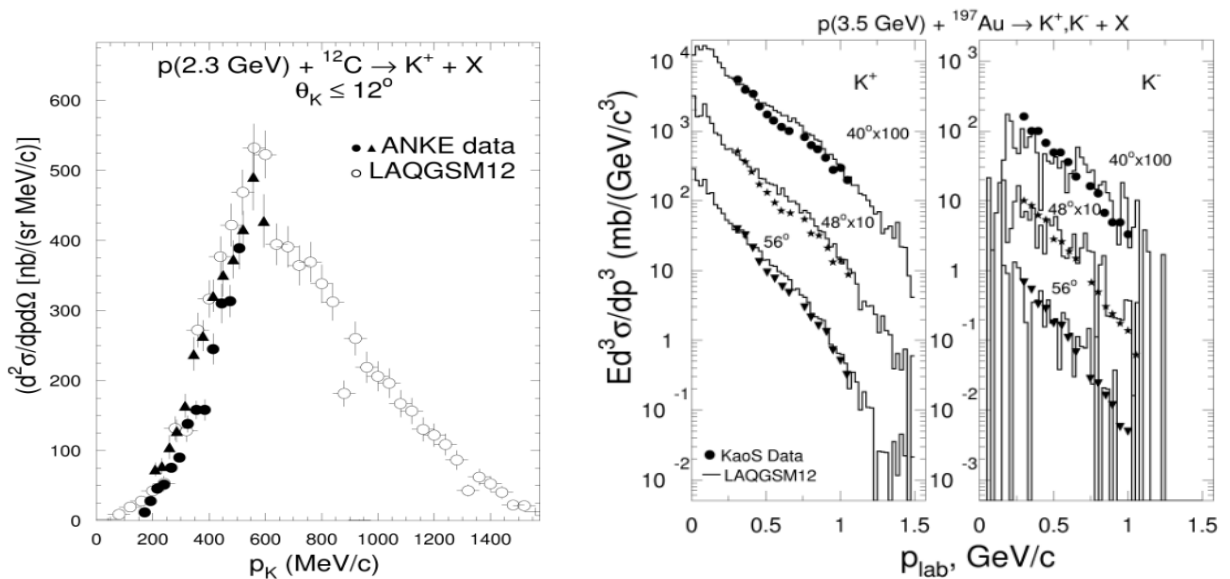 p(2.3 GeV) + ¹²C → K⁺ + X
θ_K ≤ 12°
●▲ ANKE data
○ LAQGSM12
(d²σ/dpdΩ [nb/(sr MeV/c)]
600
500
400
300
250
200
150
100
50
0
0 200 400 600 800 1000 1200 1400
p_K (MeV/c)
p(3.5 GeV) + ¹⁹⁷Au → K⁺,K⁻ + X
Ed³σ/dp³ (mb/(GeV/c³)
10⁴
10³
10²
10
1
10⁻¹
10⁻²
K⁺
40°x100
48°x10
56°
● KaoS Data
— LAQGSM12
0 0.5 1 1.5
10²
10
1
10⁻¹
10⁻²
10⁻³
K⁻
40°x100
48°x10
56°
0 0.5 1 1.5
p_lab, GeV/c